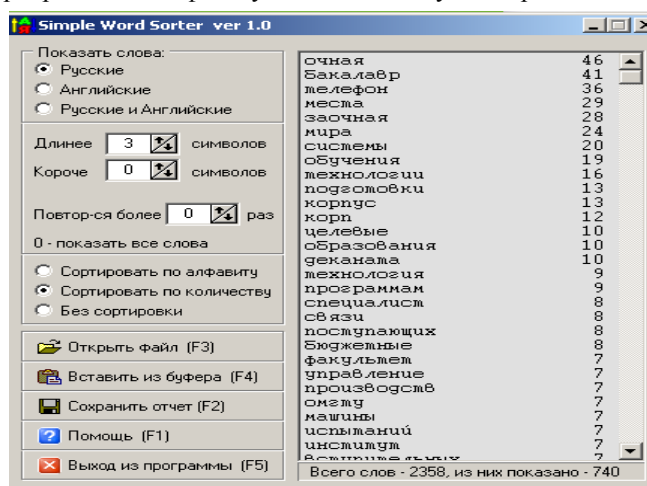 Simple Word Sorter ver 1.0
Показать слова:
Русские
Английские
Русские и Английские
Длинее 3 символов
Короче 0 символов
Повтор-ся более 0 раз
0 - показать все слова
Сортировать по алфавиту
Сортировать по количеству
Без сортировки
Открыть файл (F3)
Вставить из буфера (F4)
Сохранить отчет (F2)
Помощь (F1)
Выход из программы (F5)
очная 46
бакалавр 41
телефон 36
места 29
заочная 28
мира 24
системы 20
обучения 19
технологии 16
подготовки 13
корпус 13
корп 12
целевые 10
образования 10
деканата 10
технология 9
программам 9
специалист 8
связи 8
поступающих 8
бюджетные 8
факультет 7
управление 7
производств 7
омгту 7
машины 7
испытаний 7
институт 7
вступительных 7
Всего слов - 2358, из них показано - 740